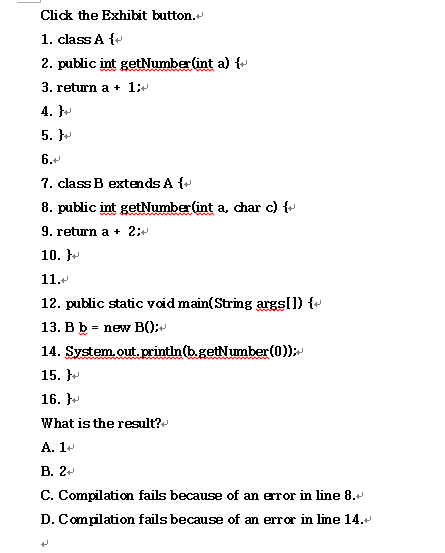 Click the Exhibit button.
1. class A {
2. public int getNumber(int a) {
3. return a + 1;
4. }
5. }
6.
7. class B extends A {
8. public int getNumber(int a, char c) {
9. return a + 2;
10. }
11.
12. public static void main(String args[]) {
13. B b = new B();
14. System.out.println(b.getNumber(0));
15. }
16. }
What is the result?
A. 1
B. 2
C. Compilation fails because of an error in line 8.
D. Compilation fails because of an error in line 14.